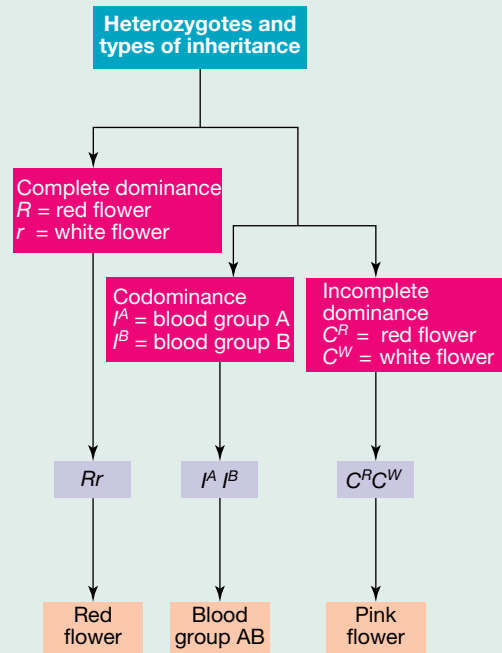 Heterozygotes and
types of inheritance
Complete dominance
R = red flower
r = white flower
Codominance
I^A = blood group A
I^B = blood group B
Incomplete
dominance
C^R = red flower
C^W = white flower
Rr
I^A I^B
C^RC^W
Red
flower
Blood
group AB
Pink
flower